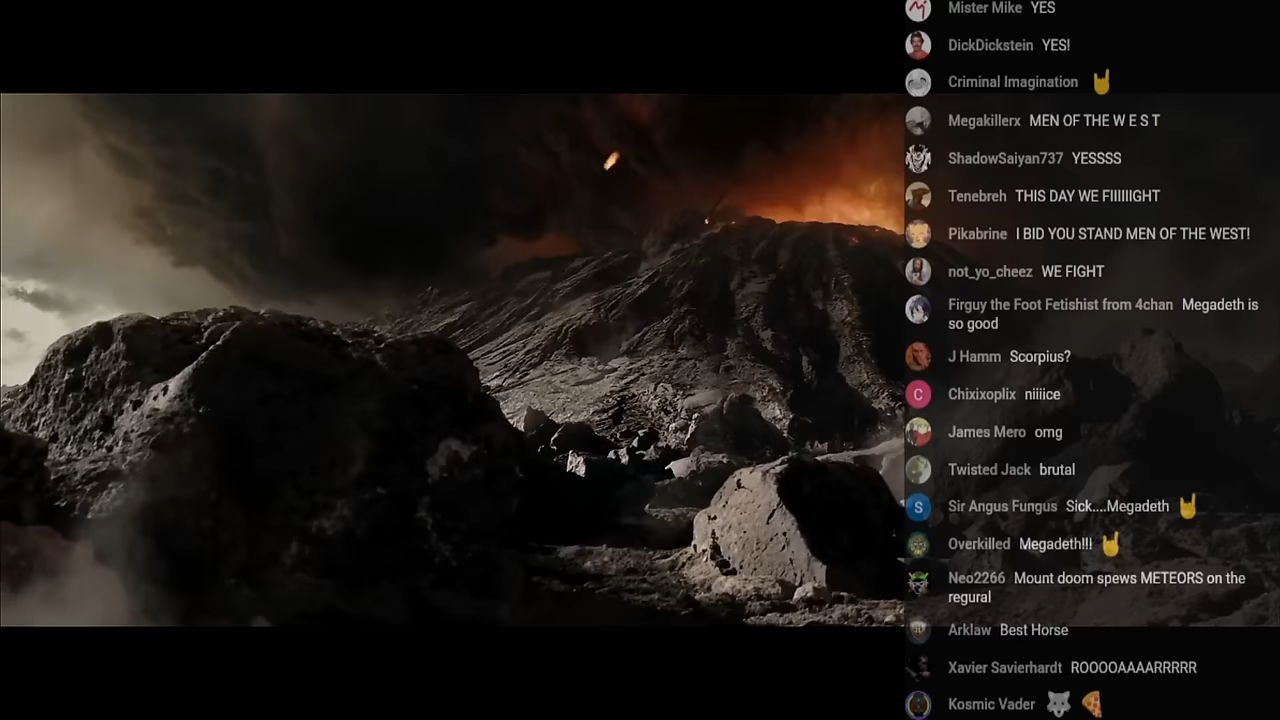 Mister Mike YES
DickDickstein YES!
Criminal Imagination 🤘
Megakillerx MEN OF THE W E S T
ShadowSaiyan737 YESSSS
Tenebreh THIS DAY WE FIIIIIIGHT
Pikabrine I BID YOU STAND MEN OF THE WEST!
not_yo_cheez WE FIGHT
Firguy the Foot Fetishist from 4chan Megadeth is
so good
J Hamm Scorpius?
C Chixixoplix niiiice
James Mero omg
Twisted Jack brutal
S Sir Angus Fungus Sick....Megadeth 🤘
Overkilled Megadeth!!! 🤘
Neo2266 Mount doom spews METEORS on the
regural
Arklaw Best Horse
Xavier Savierhardt ROOOOAAAARRRRR
Kosmic Vader 🐺 🍕